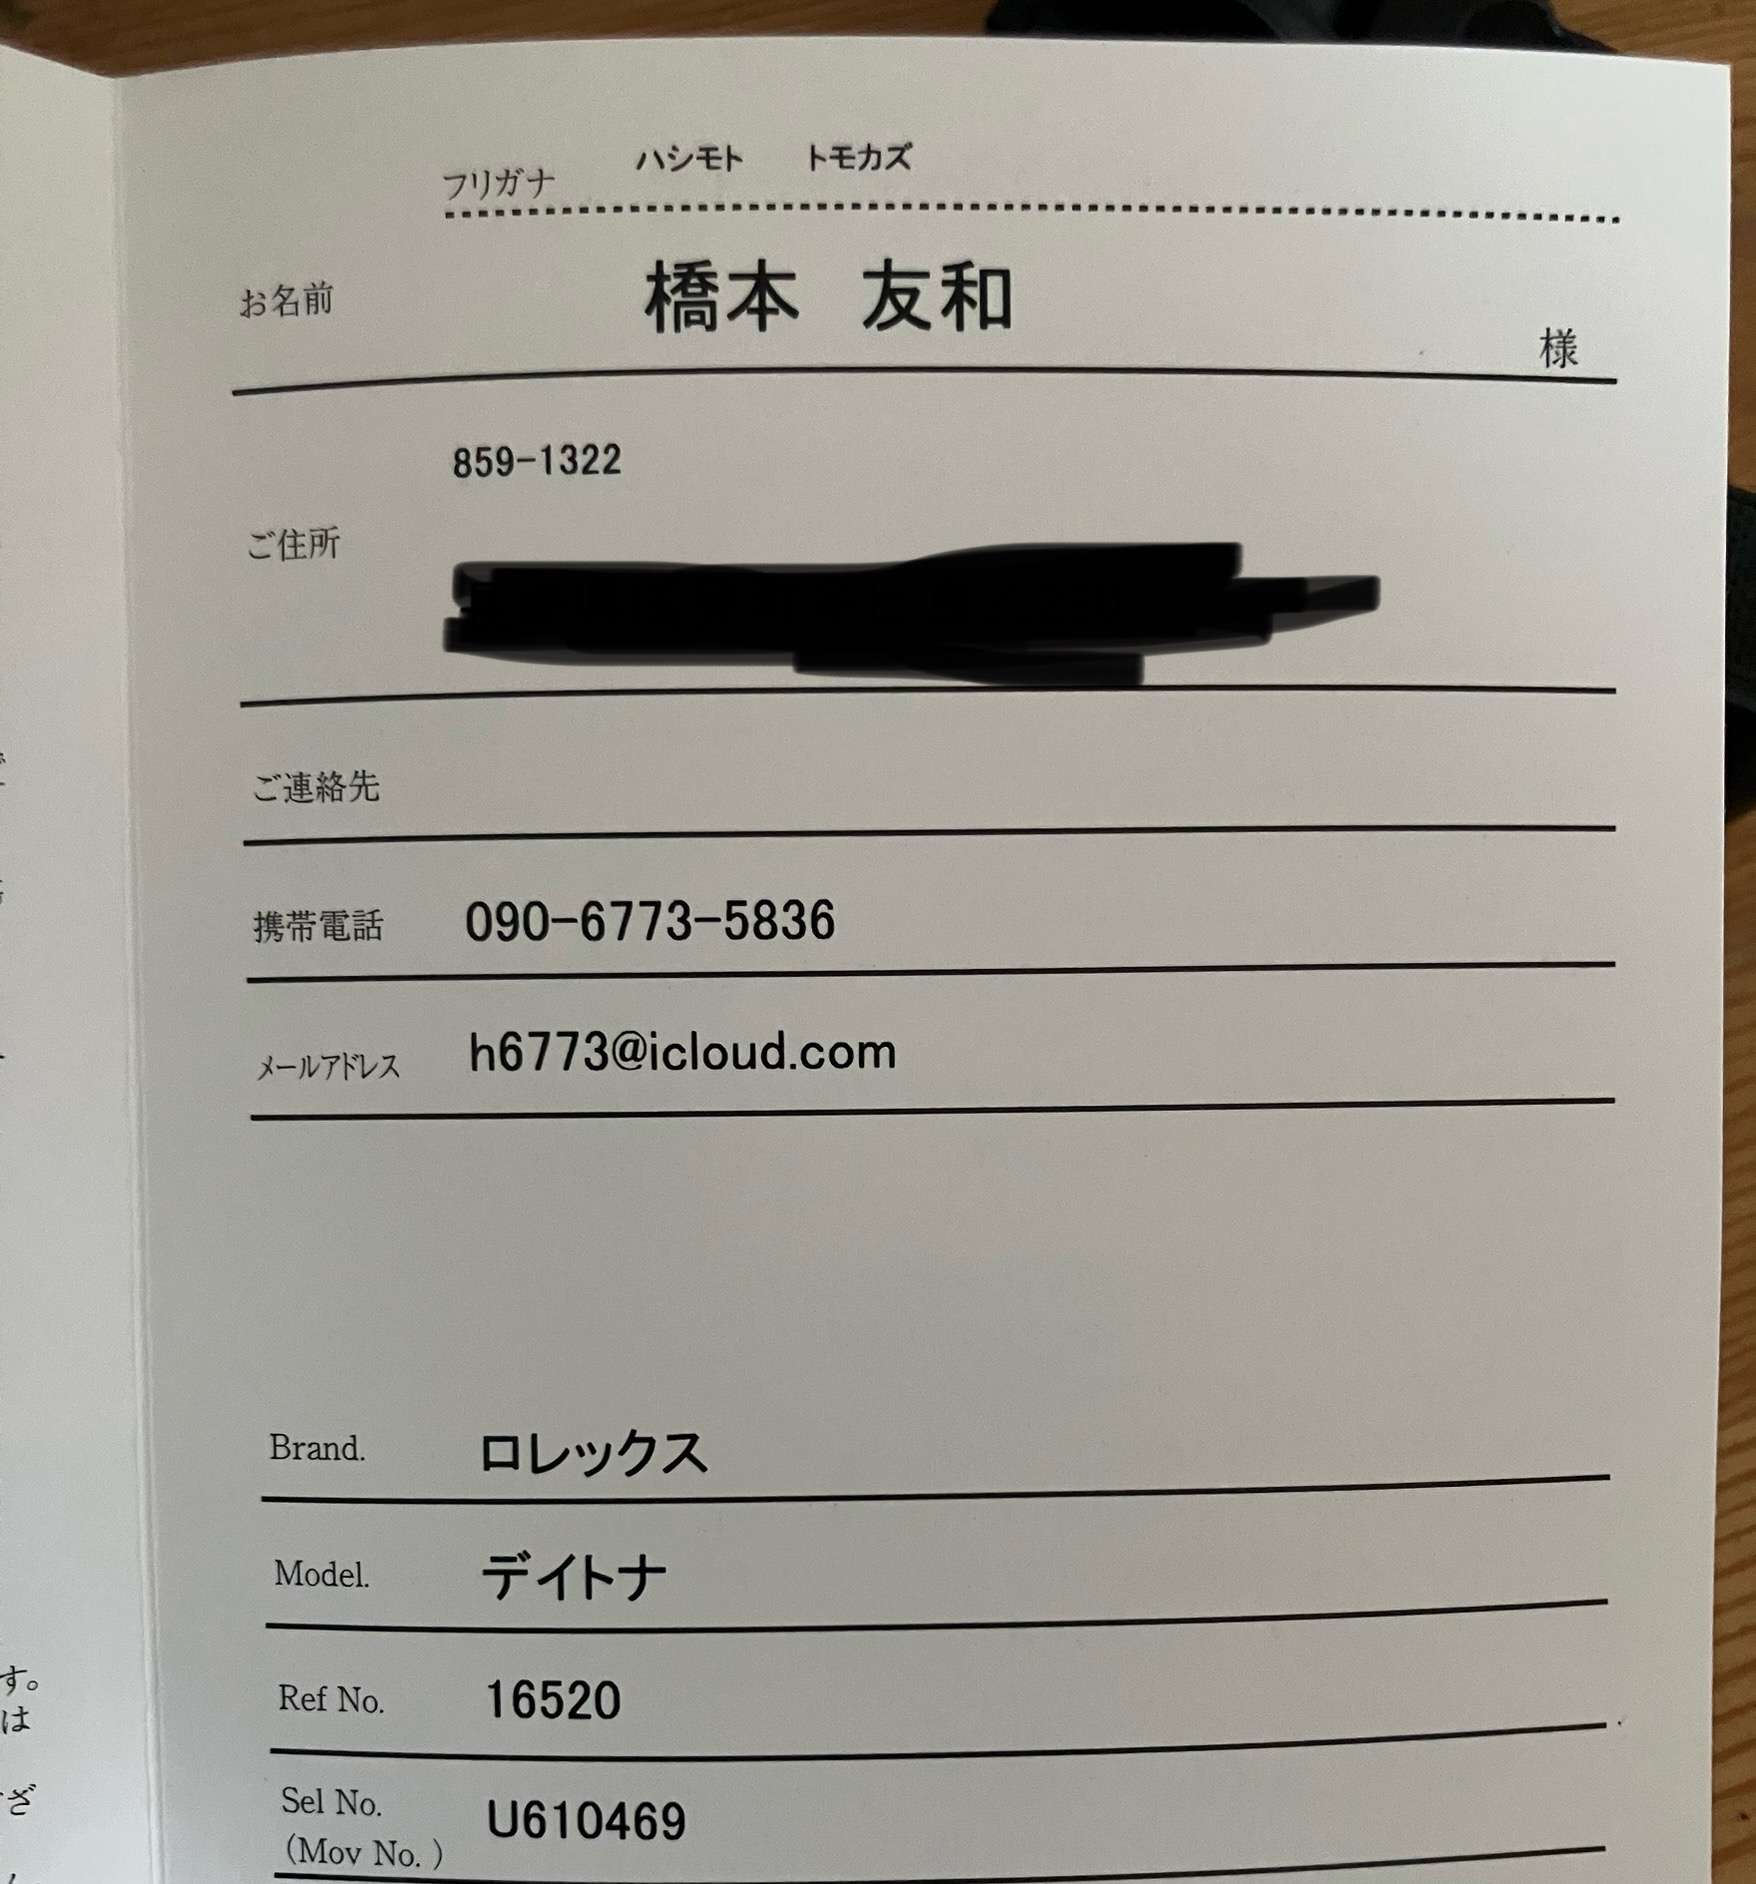 フリガナ ハシモト トモカズ
お名前 橋本 友和 様
859-1322
ご住所
ご連絡先
携帯電話 090-6773-5836
メールアドレス h6773@icloud.com
Brand. ロレックス
Model. デイトナ
Ref No. 16520
Sel No. U610469
(Mov No. )
す。
は
ざ